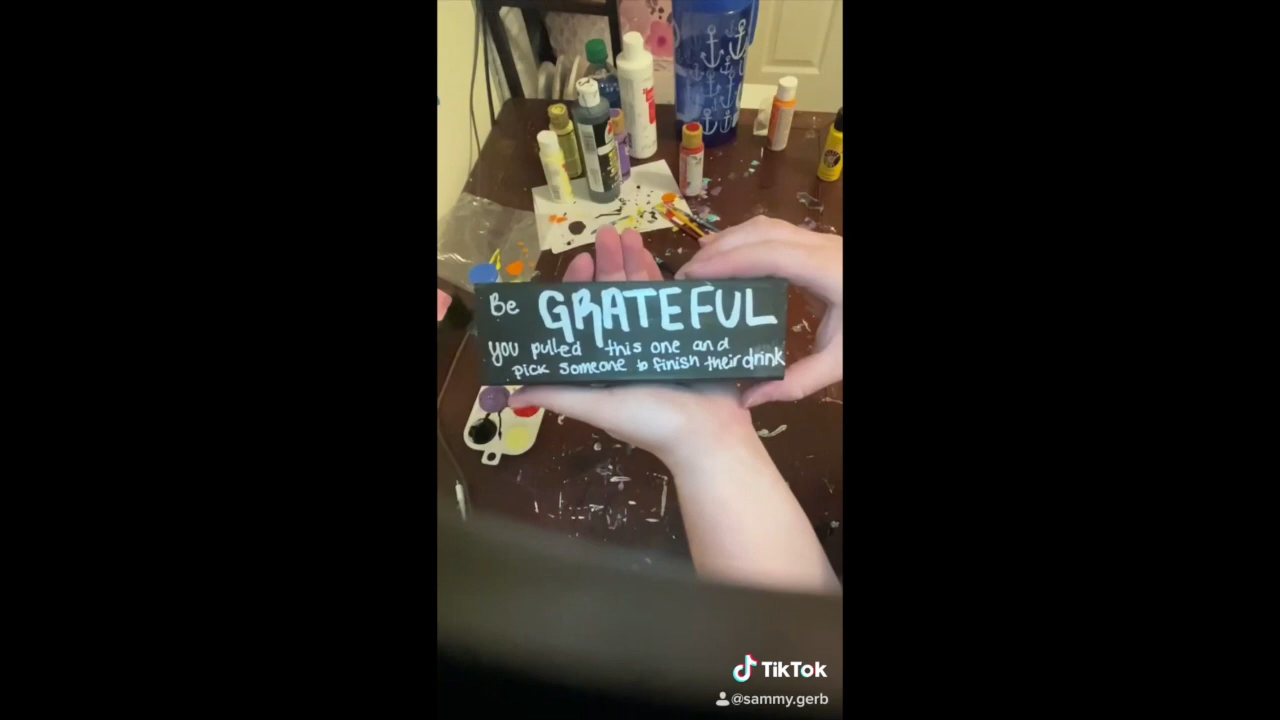 Be GRATEFUL
you pulled this one and
pick someone to finish their drink
TikTok
@sammy.gerb